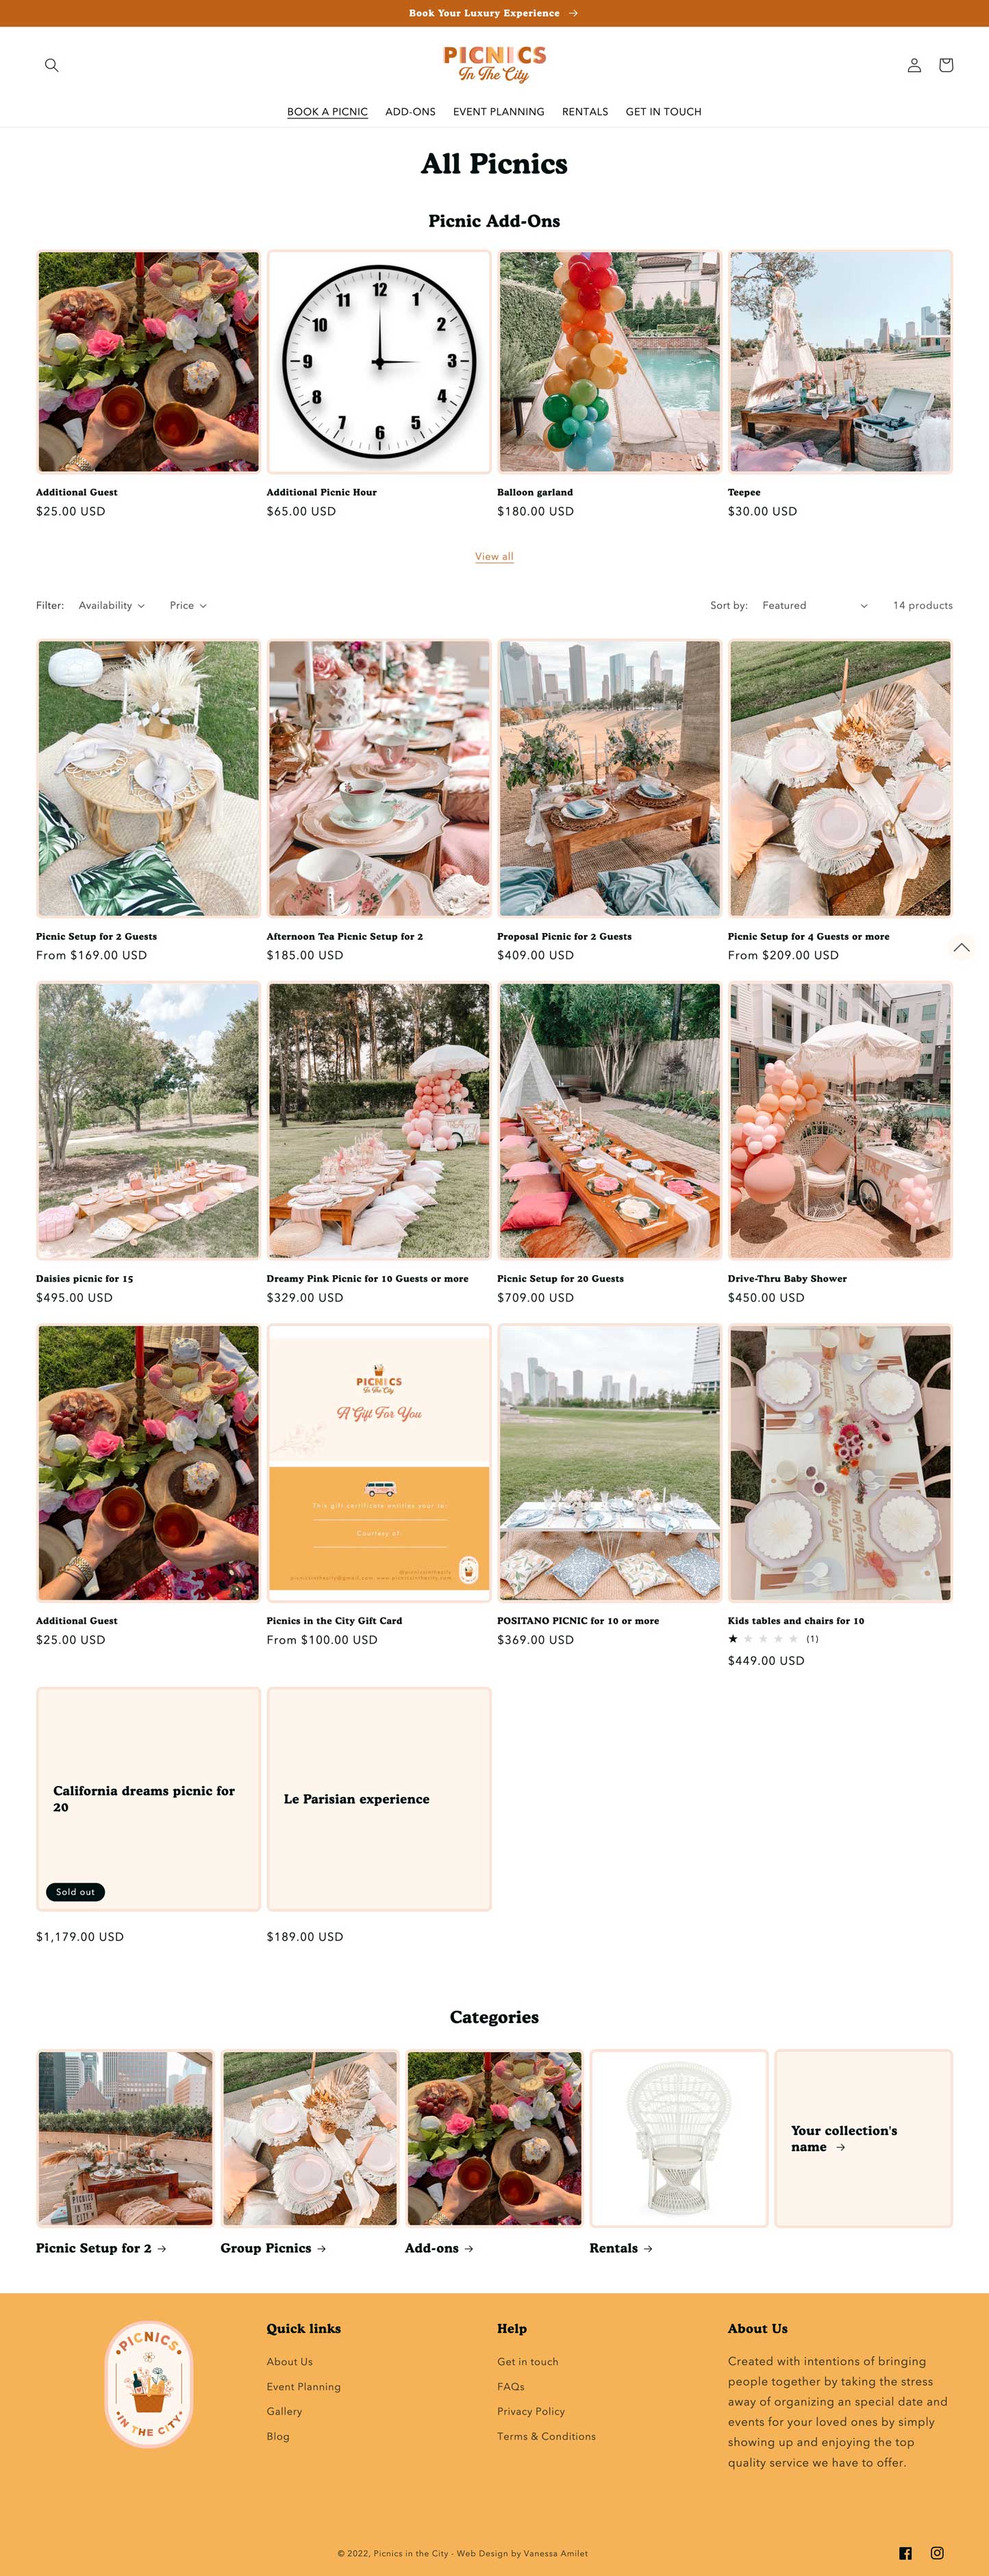 Book Your Luxury Experience →
PICNICS
In The City
BOOK A PICNIC ADD-ONS EVENT PLANNING RENTALS GET IN TOUCH
All Picnics
Picnic Add-Ons
12
11 1
10 2
9 3
8 4
7 5
6
Additional Guest
$25.00 USD
Additional Picnic Hour
$65.00 USD
Balloon garland
$180.00 USD
Teepee
$30.00 USD
View all
Filter: Availability Price
Sort by: Featured 14 products
Picnic Setup for 2 Guests
From $169.00 USD
Afternoon Tea Picnic Setup for 2
$185.00 USD
Proposal Picnic for 2 Guests
$409.00 USD
Picnic Setup for 4 Guests or more
From $209.00 USD
Daisies picnic for 15
$495.00 USD
Dreamy Pink Picnic for 10 Guests or more
$329.00 USD
Picnic Setup for 20 Guests
$709.00 USD
Drive-Thru Baby Shower
$450.00 USD
PICNICS
In The City
A Gift For You
This gift certificate entitles your to:
Courtesy of:
Additional Guest
$25.00 USD
Picnics in the City Gift Card
From $100.00 USD
POSITANO PICNIC for 10 or more
$369.00 USD
Kids tables and chairs for 10
(1)
$449.00 USD
California dreams picnic for
20
Sold out
$1,179.00 USD
Le Parisian experience
$189.00 USD
Categories
PICNICS
IN THE
CITY
Your collection's
name →
Picnic Setup for 2 →
Group Picnics →
Add-ons →
Rentals →
PICNICS
IN THE CITY
Quick links
About Us
Event Planning
Gallery
Blog
Help
Get in touch
FAQs
Privacy Policy
Terms & Conditions
About Us
Created with intentions of bringing
people together by taking the stress
away of organizing an special date and
events for your loved ones by simply
showing up and enjoying the top
quality service we have to offer.
© 2022, Picnics in the City - Web Design by Vanessa Amilet